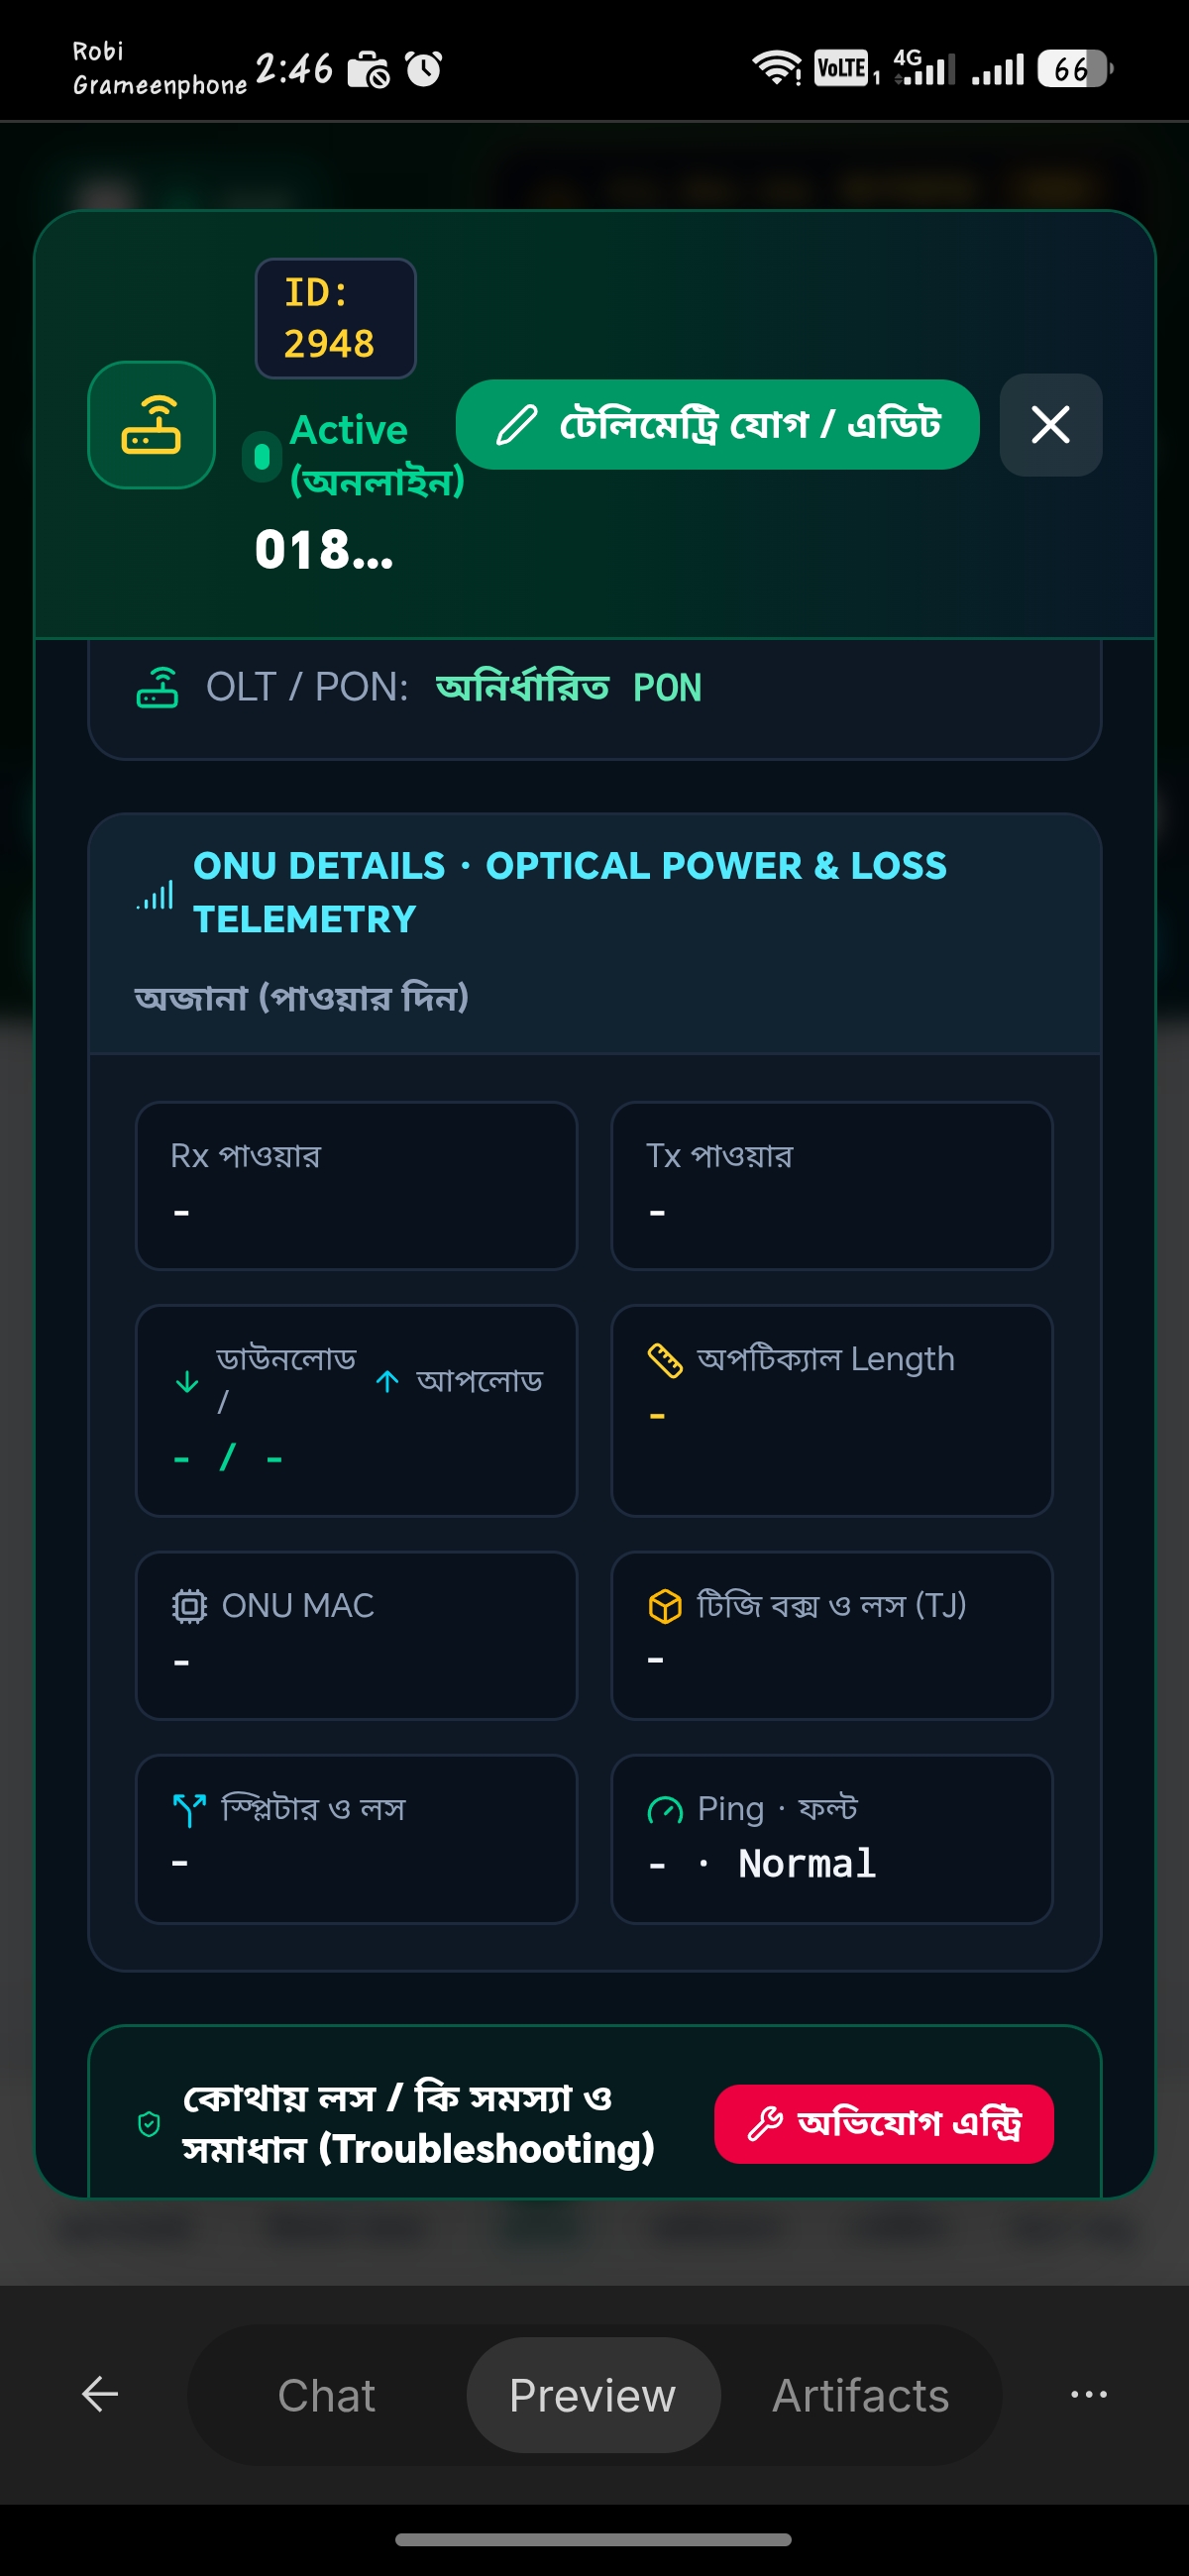 Robi
Grameenphone 2:46
VoLTE 1 4G 66
ID:
2948
Active
(অনলাইন)
018...
টেলিমেট্রি যোগ / এডিট
OLT / PON: অনির্ধারিত PON
ONU DETAILS · OPTICAL POWER & LOSS
TELEMETRY
অজানা (পাওয়ার দিন)
Rx পাওয়ার
-
Tx পাওয়ার
-
ডাউনলোড
/
আপলোড
- / -
অপটিক্যাল Length
-
ONU MAC
-
টিজি বক্স ও লস (TJ)
-
স্প্লিটার ও লস
-
Ping · ফল্ট
- · Normal
কোথায় লস / কি সমস্যা ও
সমাধান (Troubleshooting)
অভিযোগ এন্ট্রি
Chat
Preview
Artifacts